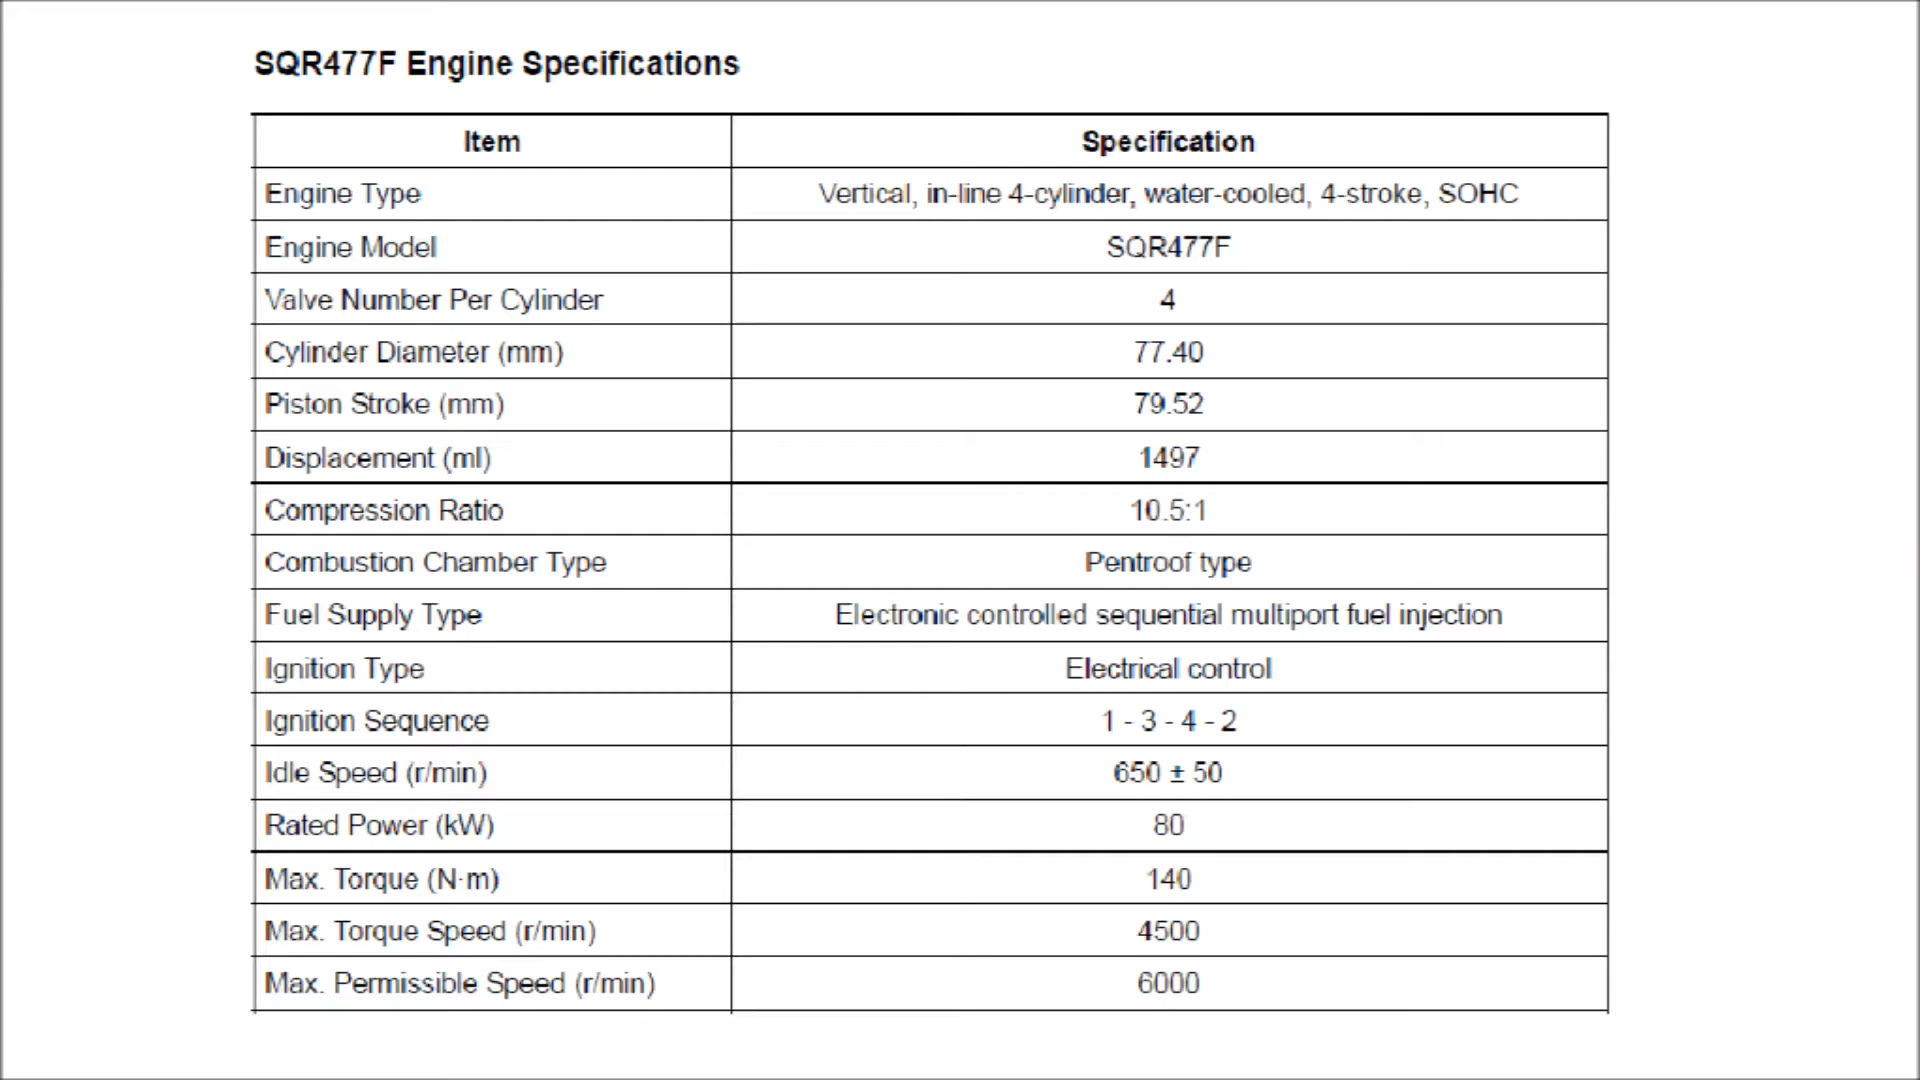 SQR477F Engine Specifications
Item Specification
Engine Type Vertical, in-line 4-cylinder, water-cooled, 4-stroke, SOHC
Engine Model SQR477F
Valve Number Per Cylinder 4
Cylinder Diameter (mm) 77.40
Piston Stroke (mm) 79.52
Displacement (ml) 1497
Compression Ratio 10.5:1
Combustion Chamber Type Pentroof type
Fuel Supply Type Electronic controlled sequential multiport fuel injection
Ignition Type Electrical control
Ignition Sequence 1 - 3 - 4 - 2
Idle Speed (r/min) 650 ± 50
Rated Power (kW) 80
Max. Torque (N·m) 140
Max. Torque Speed (r/min) 4500
Max. Permissible Speed (r/min) 6000